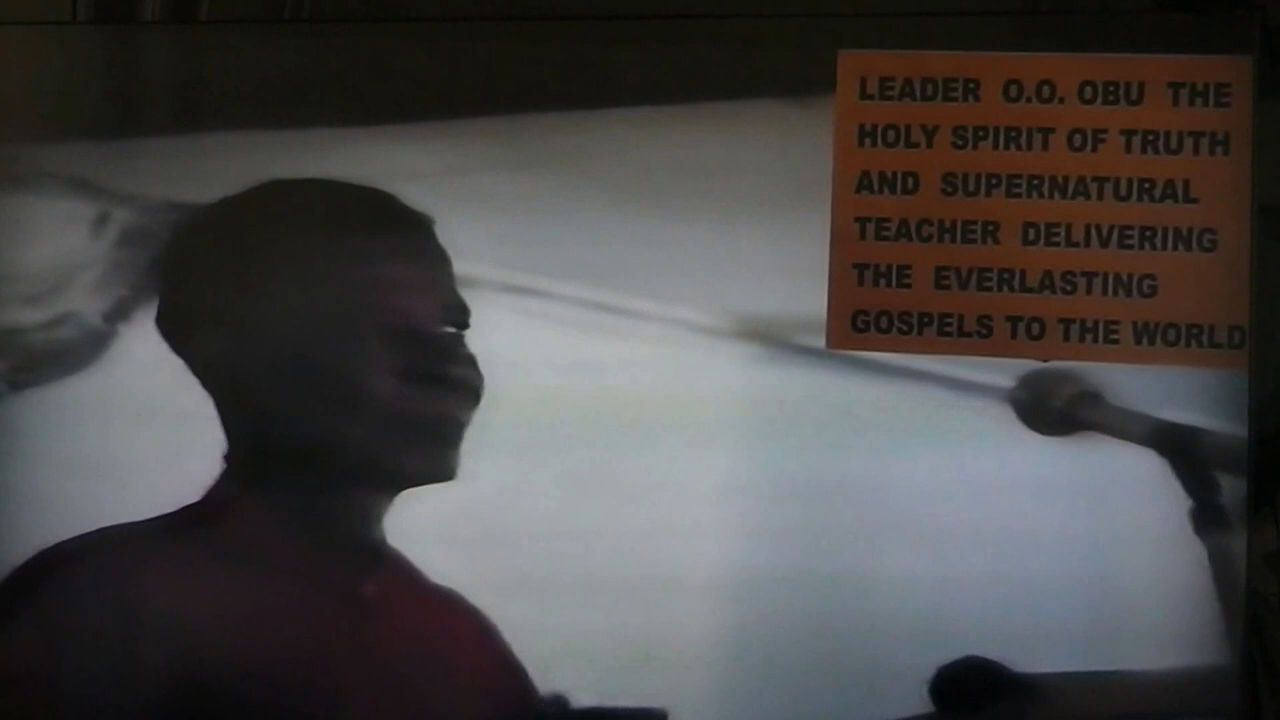 LEADER O.O. OBU THE
HOLY SPIRIT OF TRUTH
AND SUPERNATURAL
TEACHER DELIVERING
THE EVERLASTING
GOSPELS TO THE WORLD